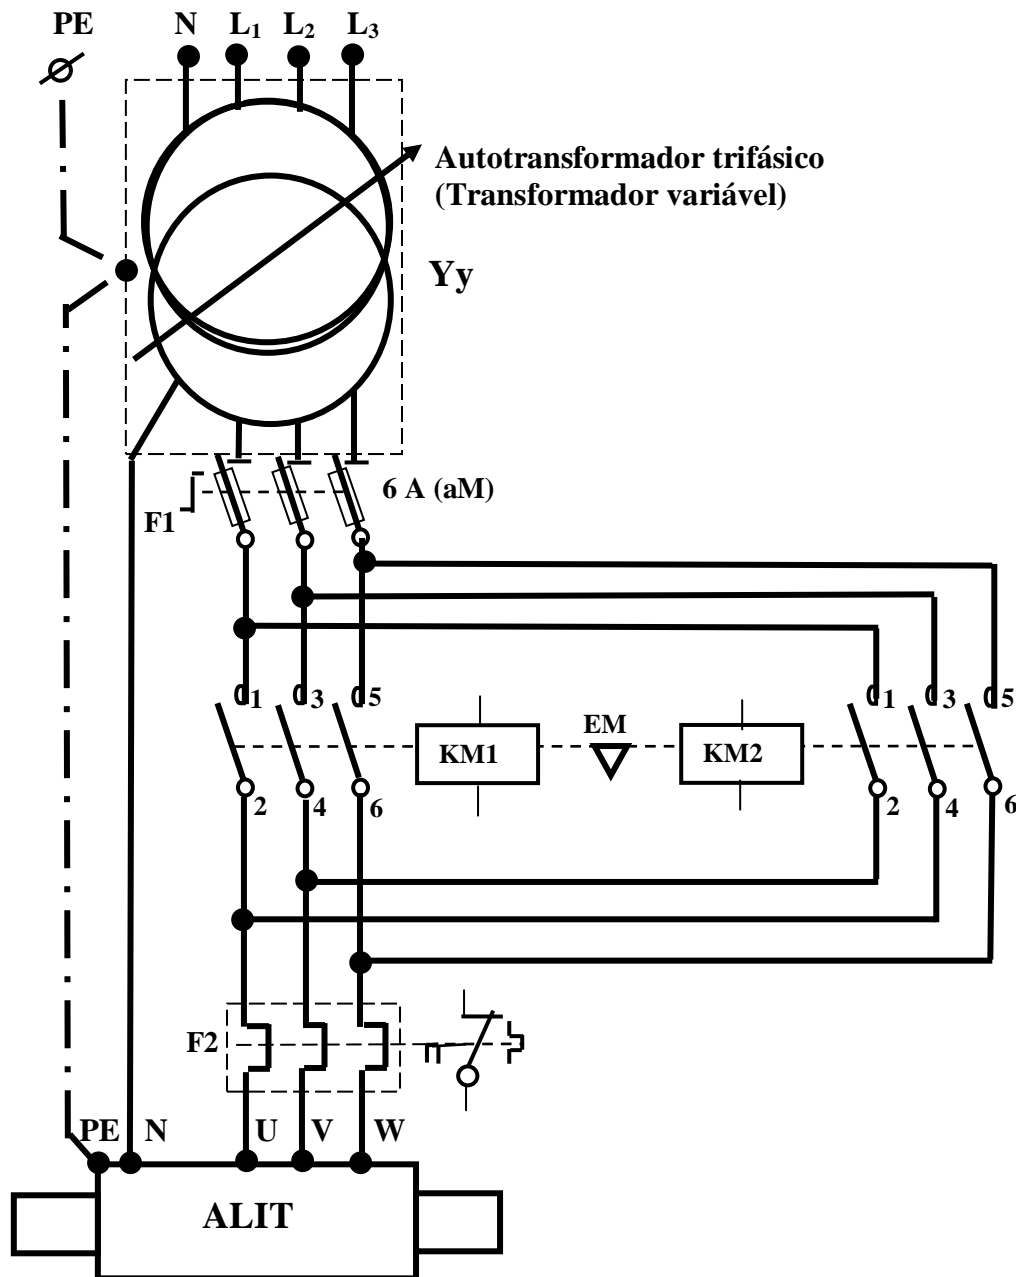 PE N L1 L2 L3
Autotransformador trifásico
(Transformador variável)
Yy
6 A (aM)
F1
1 3 5
1 3 5
EM
KM1
KM2
2 4 6
2 4 6
F2
PE N U V W
ALIT